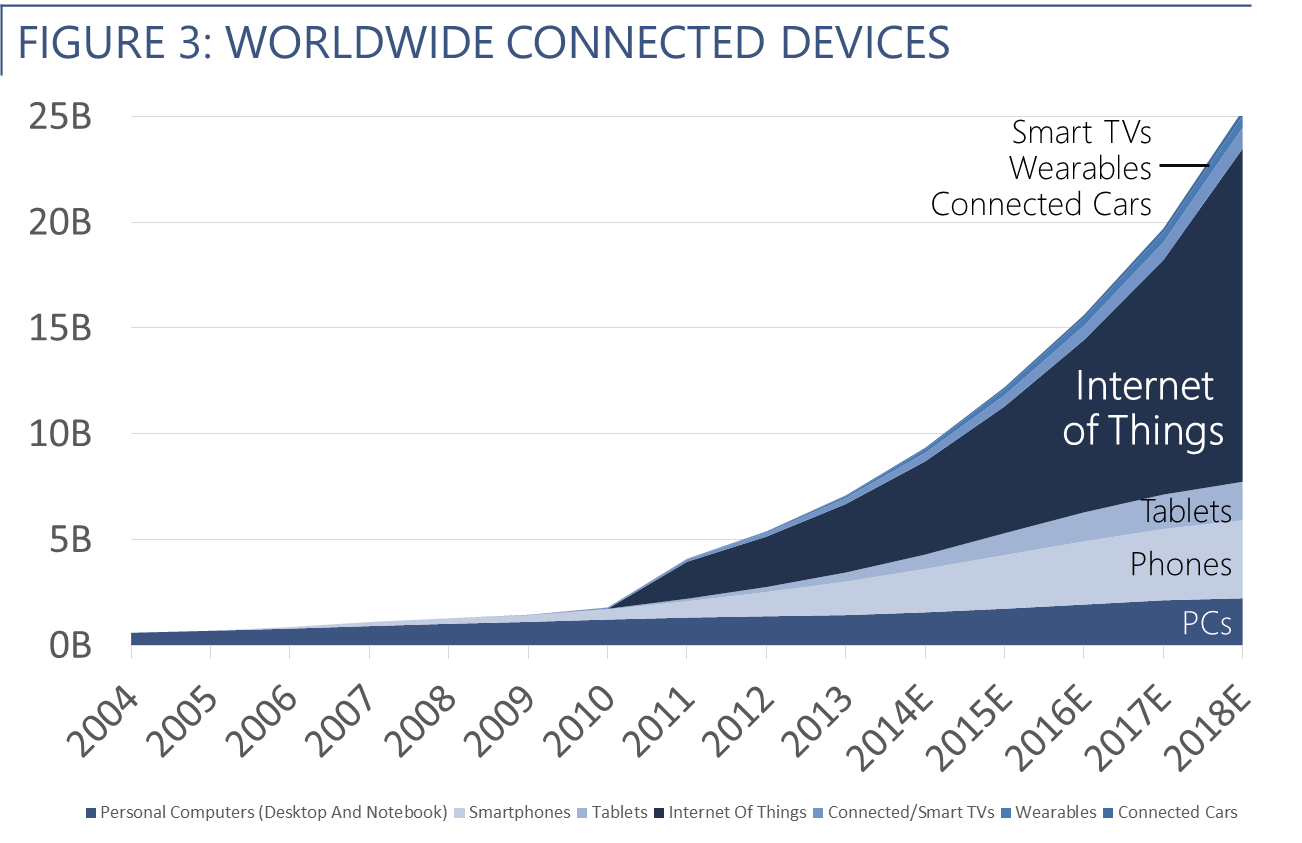 FIGURE 3: WORLDWIDE CONNECTED DEVICES
25B
20B
15B
10B
5B
0B
Smart TVs
Wearables
Connected Cars
Internet
of Things
Tablets
Phones
PCs
2004
2005
2006
2007
2008
2009
2010
2011
2012
2013
2014E
2015E
2016E
2017E
2018E
Personal Computers (Desktop And Notebook) Smartphones Tablets Internet Of Things Connected/Smart TVs Wearables Connected Cars